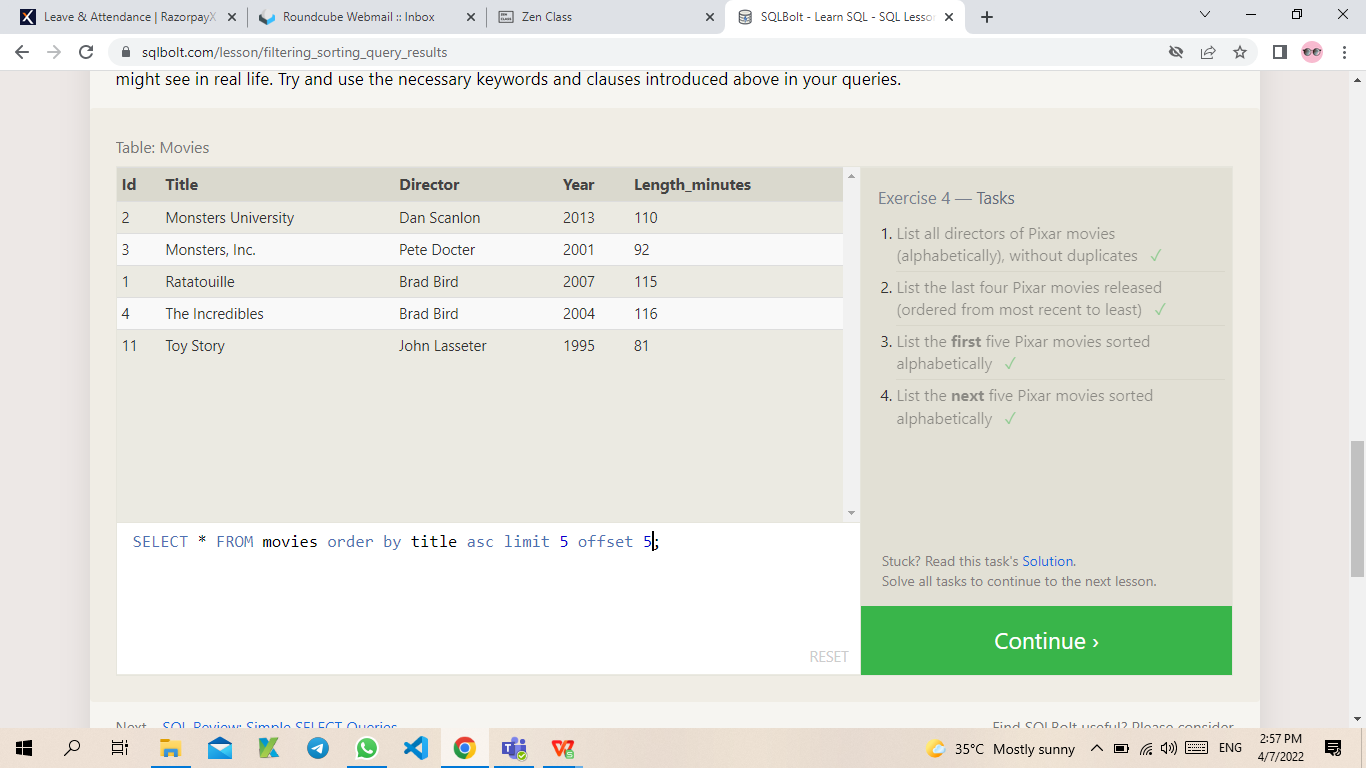 Leave & Attendance | RazorpayX
Roundcube Webmail :: Inbox
Zen Class
SQLBolt - Learn SQL - SQL Lesson
sqlbolt.com/lesson/filtering_sorting_query_results
might see in real life. Try and use the necessary keywords and clauses introduced above in your queries.
Table: Movies
Id Title Director Year Length_minutes
2 Monsters University Dan Scanlon 2013 110
3 Monsters, Inc. Pete Docter 2001 92
1 Ratatouille Brad Bird 2007 115
4 The Incredibles Brad Bird 2004 116
11 Toy Story John Lasseter 1995 81
SELECT * FROM movies order by title asc limit 5 offset 5;
RESET
Exercise 4 — Tasks
1. List all directors of Pixar movies
(alphabetically), without duplicates ✓
2. List the last four Pixar movies released
(ordered from most recent to least) ✓
3. List the first five Pixar movies sorted
alphabetically ✓
4. List the next five Pixar movies sorted
alphabetically ✓
Stuck? Read this task's Solution.
Solve all tasks to continue to the next lesson.
Continue ›
Next – SQL Review: Simple SELECT Queries
Find SQLBolt useful? Please consider
35°C Mostly sunny
ENG
2:57 PM
4/7/2022